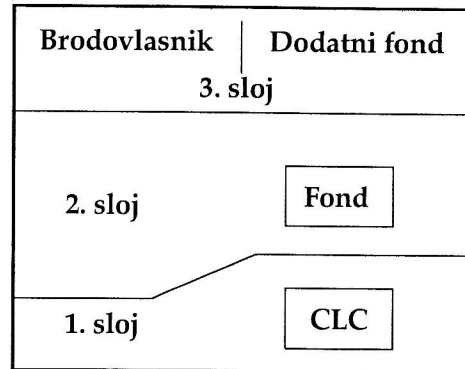 Brodovlasnik Dodatni fond
3. sloj
2. sloj Fond
1. sloj CLC